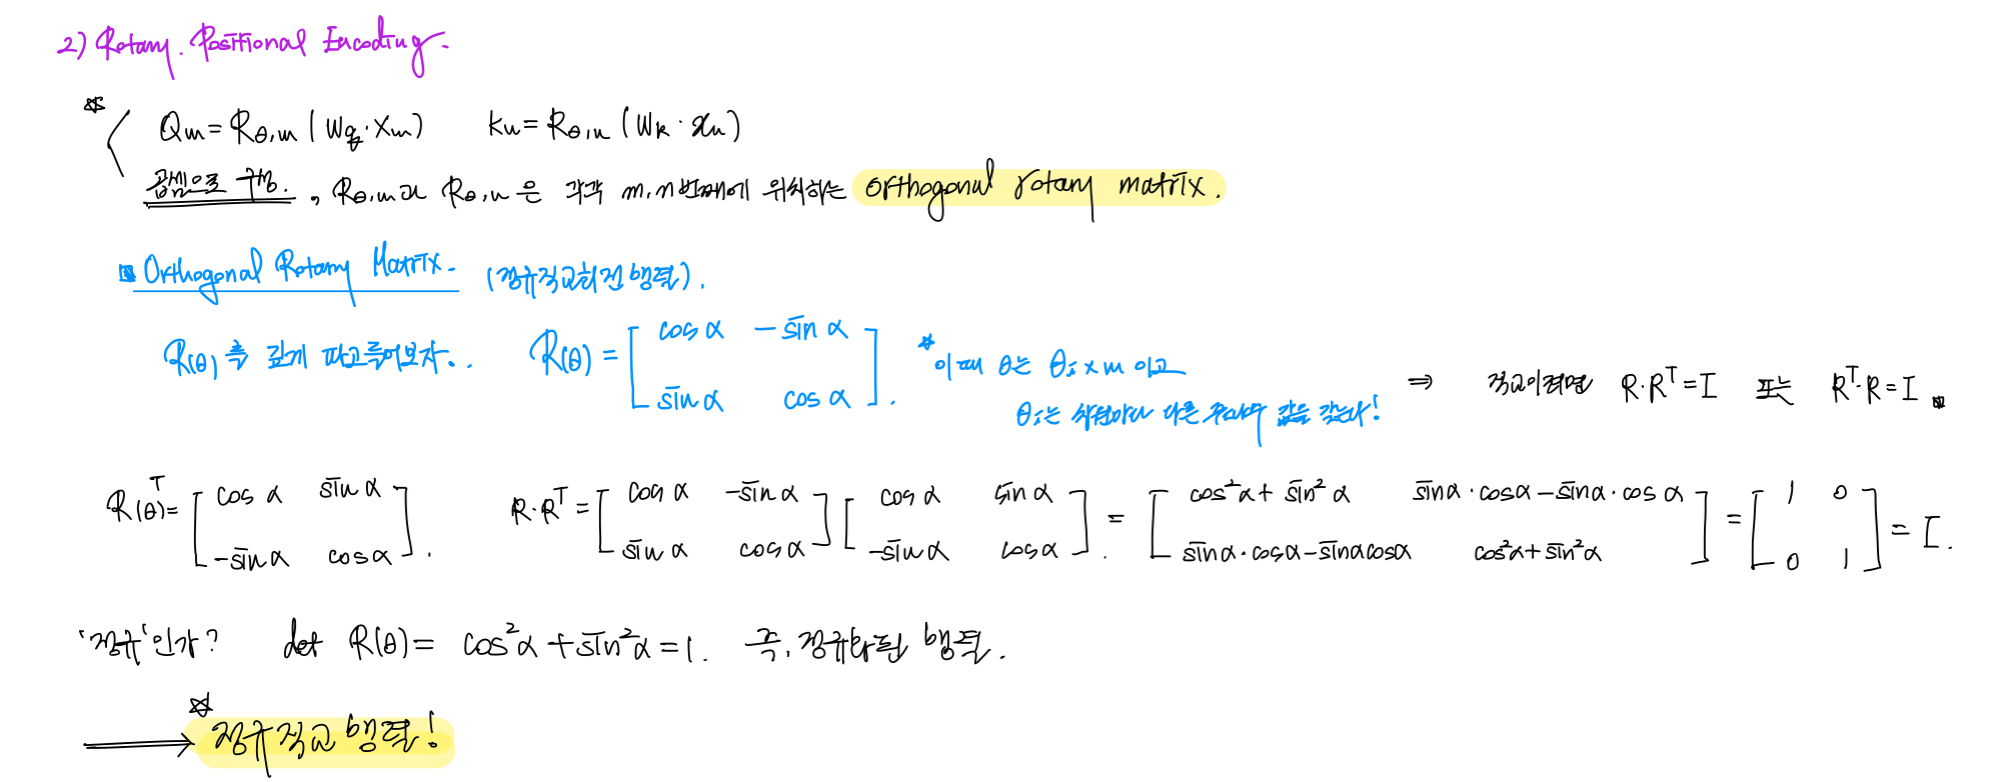 2) Rotary. Positional Encoding.
Qm = Rθ,m (Wq·Xm)   Kn = Rθ,n (Wk·Xn)
곱셈으로 구성. , Rθ,m과 Rθ,n 은 각각 m, n번째에 위치하는 orthogonal rotary matrix.
Orthogonal Rotary Matrix. (정규직교회전행렬).
R(θ)를 깊게 파고들어보자..   R(θ) = [ cos α  -sin α ; sin α  cos α ].   * 이때 θ는 θi × m 이고
θi는 차원마다 다른 주파수 값을 갖는다!   ⇒ 직교이려면 R·R^T = I 또는 R^T·R = I
R(θ)^T = [ cos α  sin α ; -sin α  cos α ].   R·R^T = [ cos α  -sin α ; sin α  cos α ] [ cos α  sin α ; -sin α  cos α ]. = [ cos²α + sin²α  sinα·cosα - sinα·cosα ; sinα·cosα - sinαcosα  cos²α + sin²α ] = [ 1  0 ; 0  1 ] = I.
'정규'인가?   det R(θ) = cos²α + sin²α = 1.   즉, 정규화된 행렬.
→ 정규직교행렬!